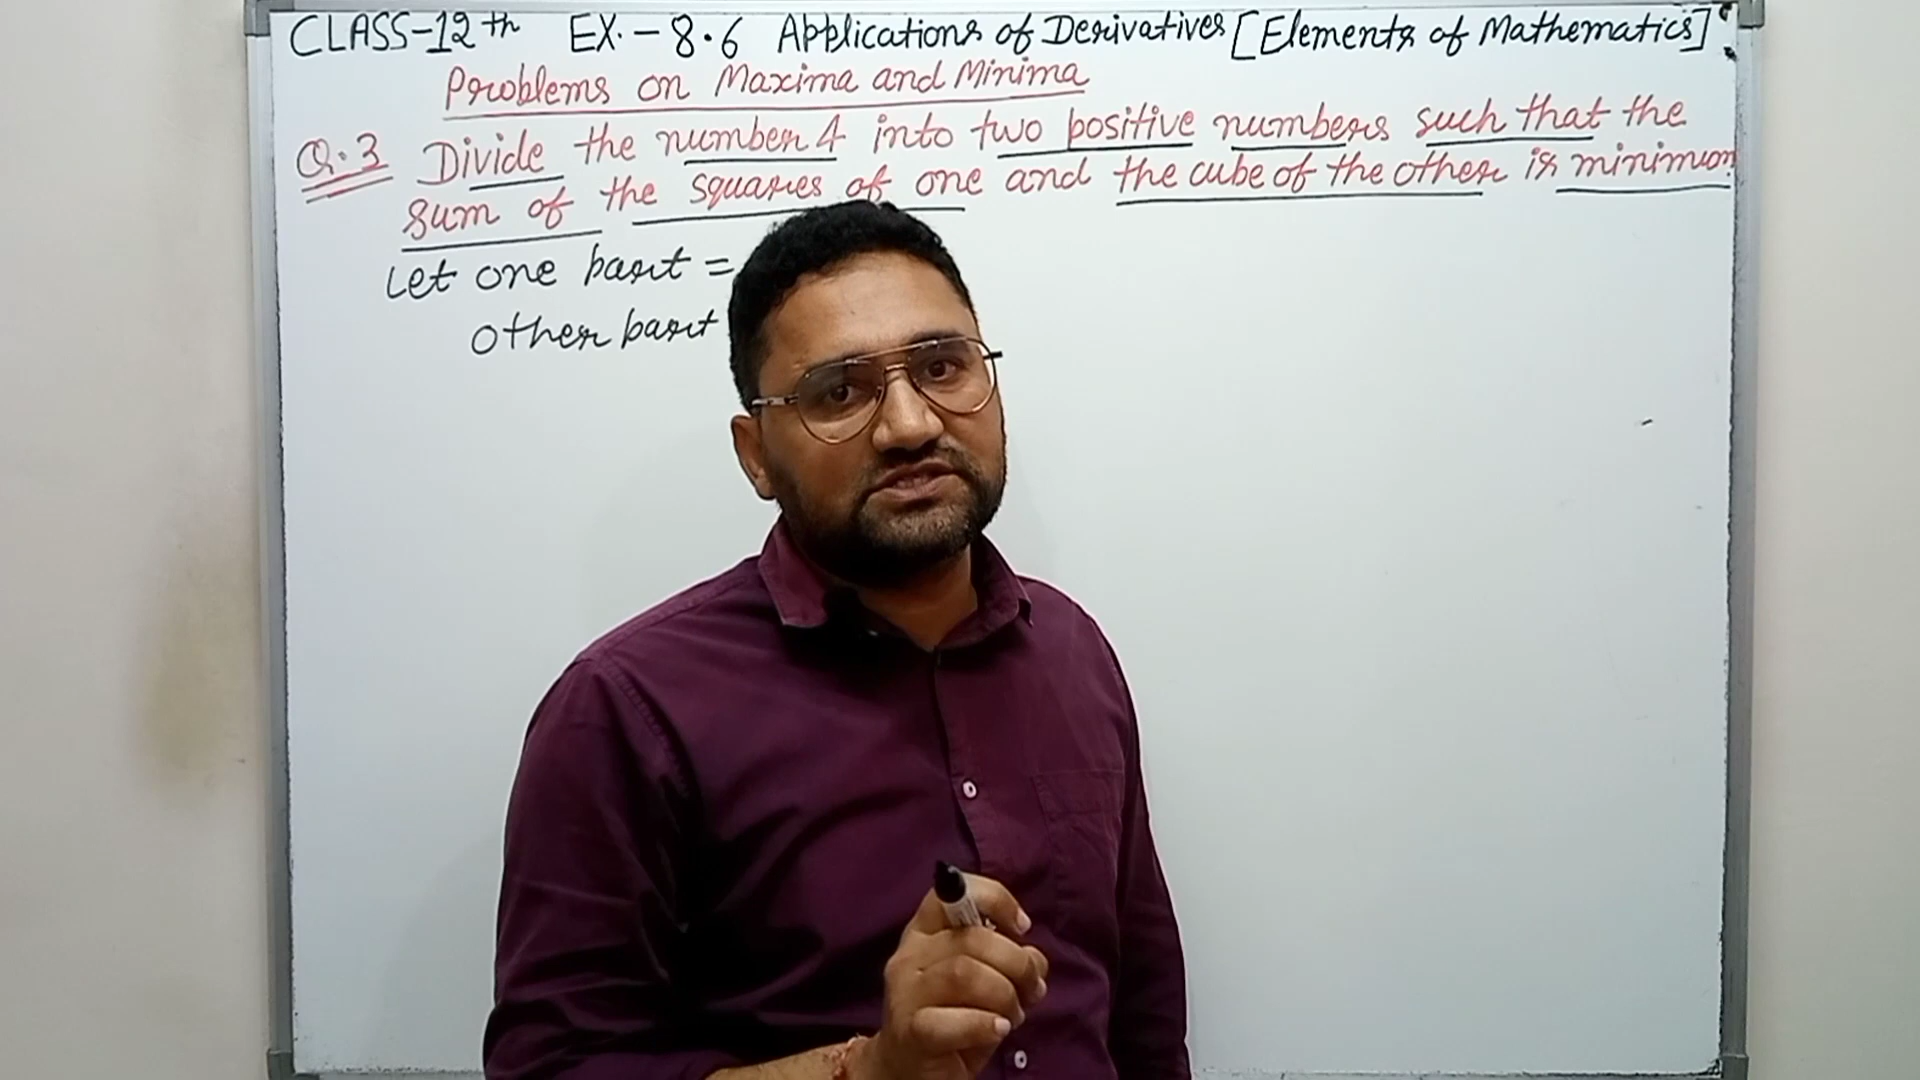 CLASS-12th EX.-8.6 Applications of Derivatives [Elements of Mathematics]
Problems on Maxima and Minima
Q.3 Divide the number 4 into two positive numbers such that the
sum of the squares of one and the cube of the other is minimum.
Let one part =
other part